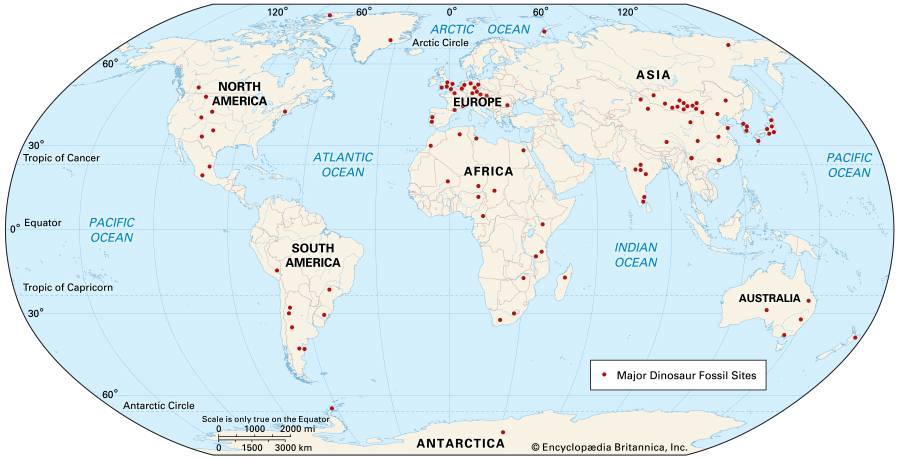 120°
60°
0°
60°
120°
ARCTIC OCEAN
Arctic Circle
60°
ASIA
NORTH
AMERICA
EUROPE
30°
Tropic of Cancer
ATLANTIC
OCEAN
PACIFIC
OCEAN
AFRICA
0°
Equator
PACIFIC
OCEAN
SOUTH
AMERICA
INDIAN
OCEAN
Tropic of Capricorn
AUSTRALIA
30°
Major Dinosaur Fossil Sites
60°
Antarctic Circle
Scale is only true on the Equator
0 1000 2000 mi
0 1500 3000 km
ANTARCTICA
© Encyclopædia Britannica, Inc.